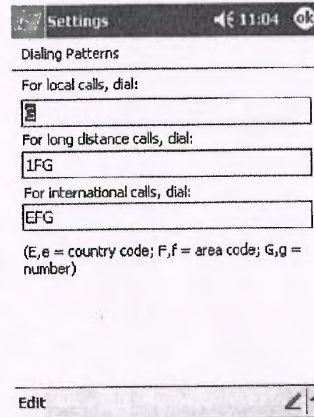 Settings 11:04 ok
Dialing Patterns
For local calls, dial:
For long distance calls, dial:
1FG
For international calls, dial:
EFG
(E,e = country code; F,f = area code; G,g =
number)
Edit